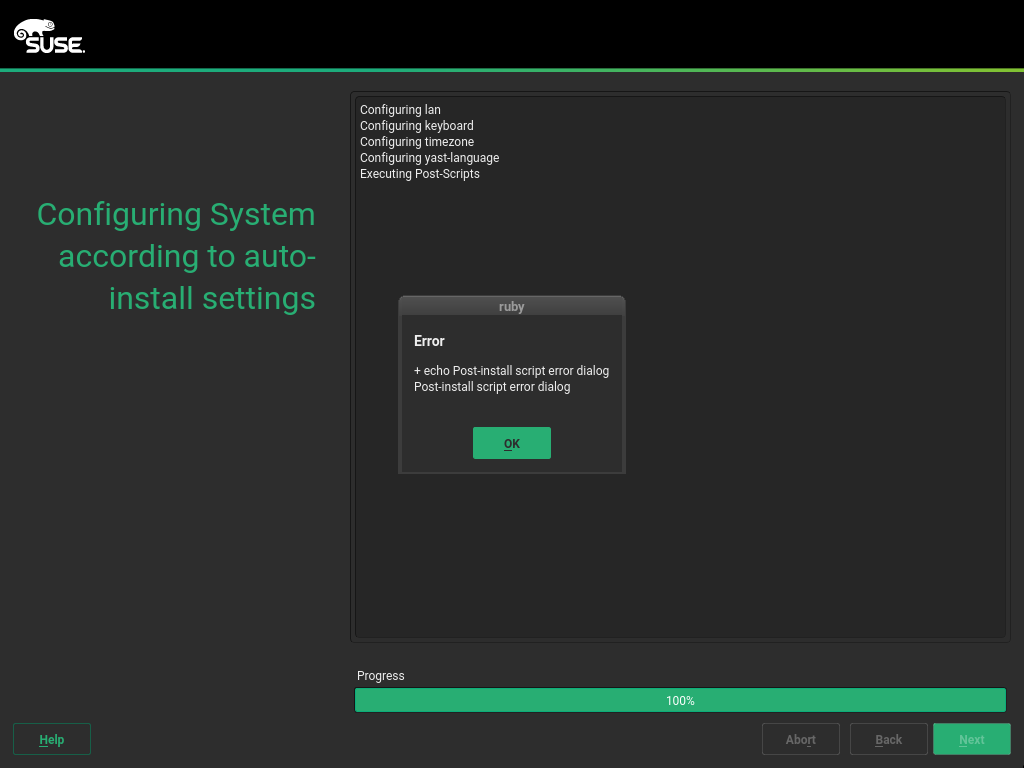 SUSE.
Configuring System
according to auto-
install settings
Configuring lan
Configuring keyboard
Configuring timezone
Configuring yast-language
Executing Post-Scripts
ruby
Error
+ echo Post-install script error dialog
Post-install script error dialog
OK
Progress
100%
Help
Abort
Back
Next